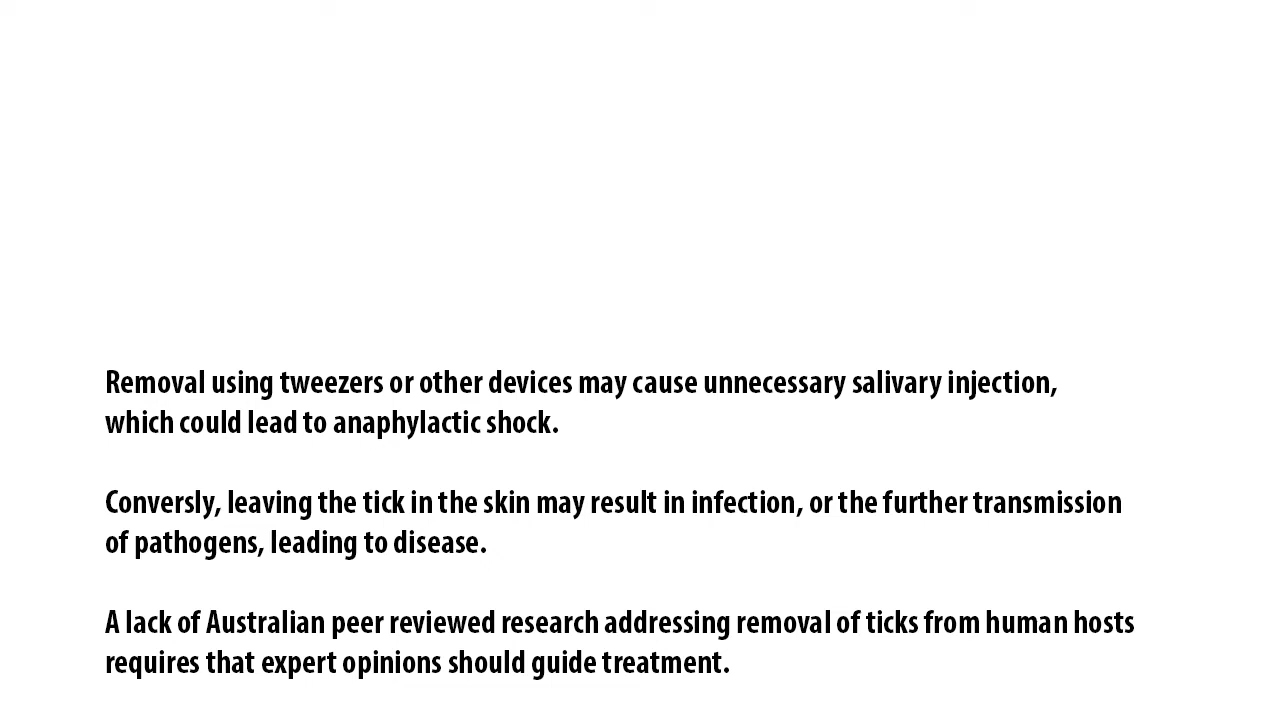 Removal using tweezers or other devices may cause unnecessary salivary injection,
which could lead to anaphylactic shock.
Conversly, leaving the tick in the skin may result in infection, or the further transmission
of pathogens, leading to disease.
A lack of Australian peer reviewed research addressing removal of ticks from human hosts
requires that expert opinions should guide treatment.